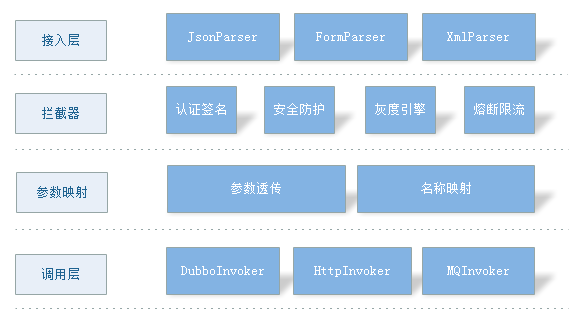 接入层
JsonParser
FormParser
XmlParser
拦截器
认证签名
安全防护
灰度引擎
熔断限流
参数映射
参数透传
名称映射
调用层
DubboInvoker
HttpInvoker
MQInvoker